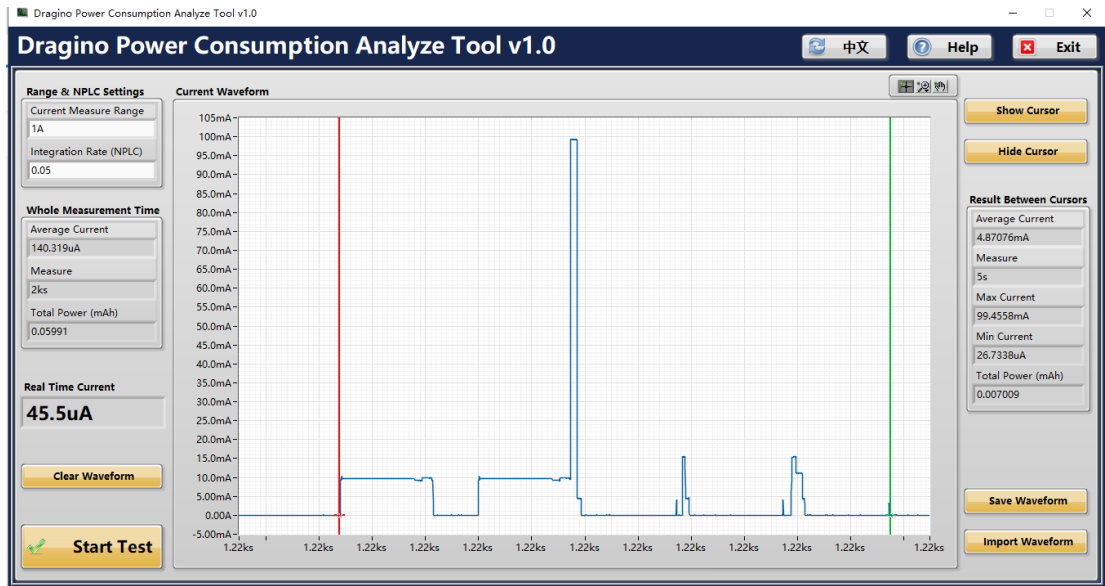 Dragino Power Consumption Analyze Tool v1.0
Dragino Power Consumption Analyze Tool v1.0
中文
Help
Exit
Range & NPLC Settings
Current Measure Range
1A
Integration Rate (NPLC)
0.05
Whole Measurement Time
Average Current
140.319uA
Measure
2ks
Total Power (mAh)
0.05991
Real Time Current
45.5uA
Clear Waveform
Start Test
Current Waveform
105mA
100mA
95.0mA
90.0mA
85.0mA
80.0mA
75.0mA
70.0mA
65.0mA
60.0mA
55.0mA
50.0mA
45.0mA
40.0mA
35.0mA
30.0mA
25.0mA
20.0mA
15.0mA
10.0mA
5.00mA
0.00A
-5.00mA
1.22ks 1.22ks 1.22ks 1.22ks 1.22ks 1.22ks 1.22ks 1.22ks 1.22ks 1.22ks 1.22ks 1.22ks 1.22ks
Show Cursor
Hide Cursor
Result Between Cursors
Average Current
4.87076mA
Measure
5s
Max Current
99.4558mA
Min Current
26.7338uA
Total Power (mAh)
0.007009
Save Waveform
Import Waveform